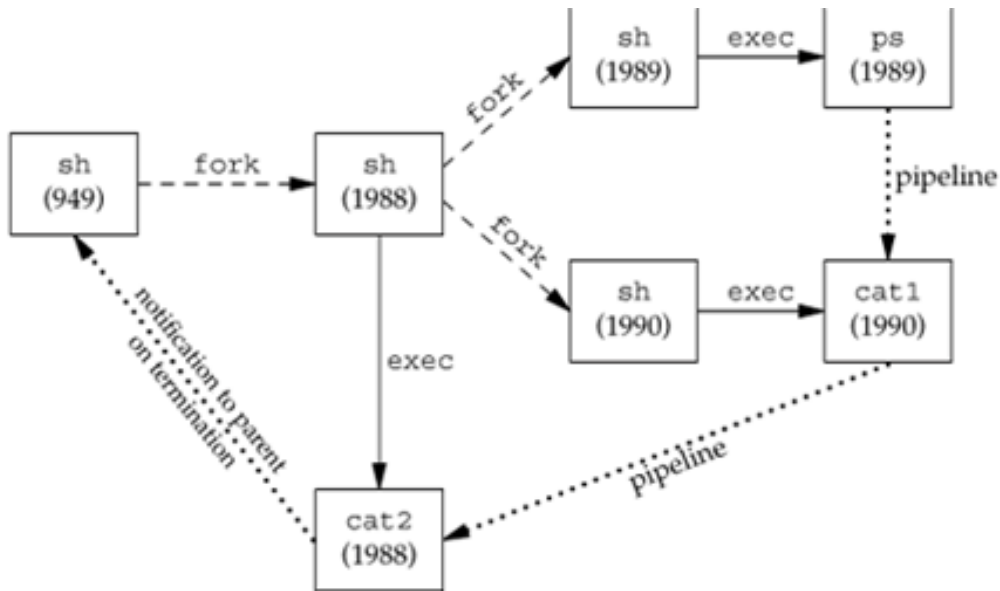 sh
(1989)
exec
ps
(1989)
fork
sh
(949)
fork
sh
(1988)
pipeline
fork
sh
(1990)
exec
cat1
(1990)
notification to parent
on termination
exec
pipeline
cat2
(1988)